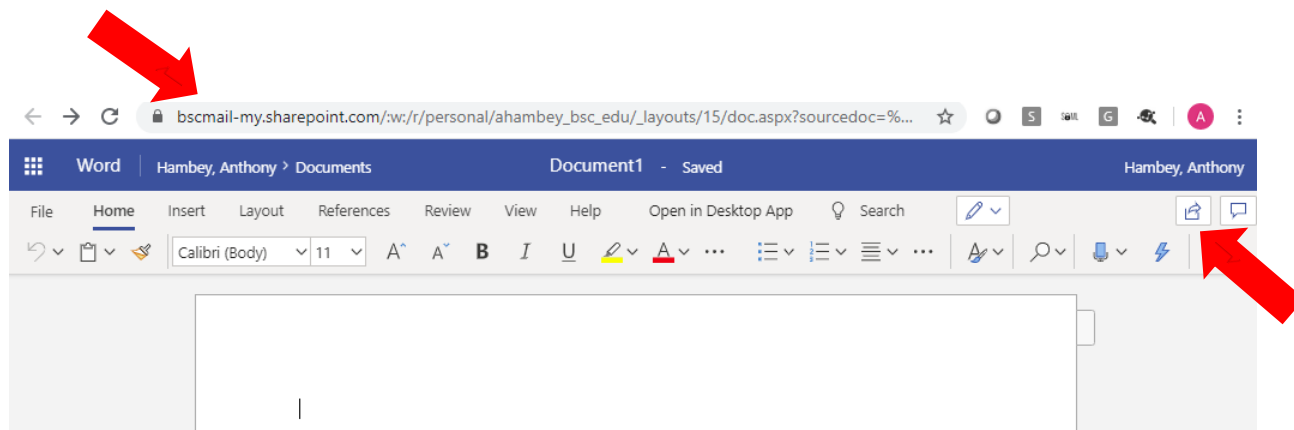 bscmail-my.sharepoint.com/:w:/r/personal/ahambey_bsc_edu/_layouts/15/doc.aspx?sourcedoc=%... S G A
Word Hambey, Anthony > Documents Document1 - Saved Hambey, Anthony
File Home Insert Layout References Review View Help Open in Desktop App Search
Calibri (Body) 11 A A B I U A